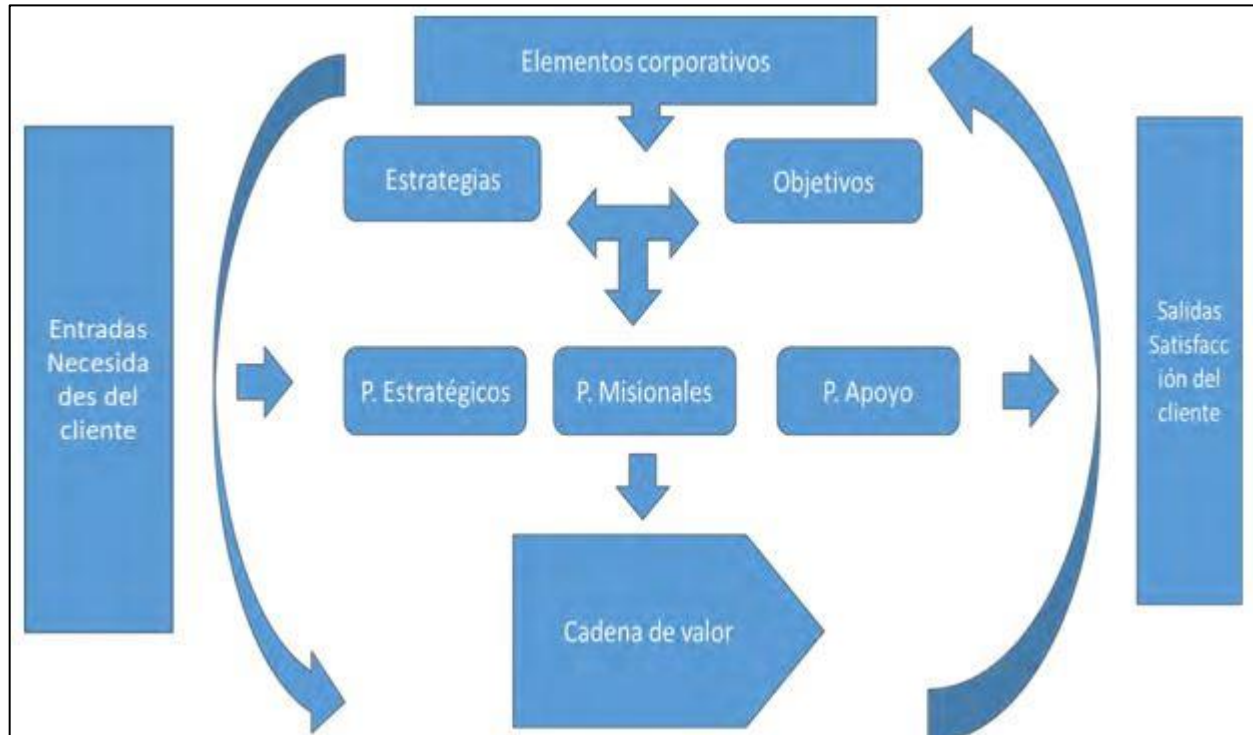 Elementos corporativos
Estrategias
Objetivos
Entradas
Necesida
des del
cliente
P. Estratégicos
P. Misionales
P. Apoyo
Salidas
Satisfacc
ión del
cliente
Cadena de valor